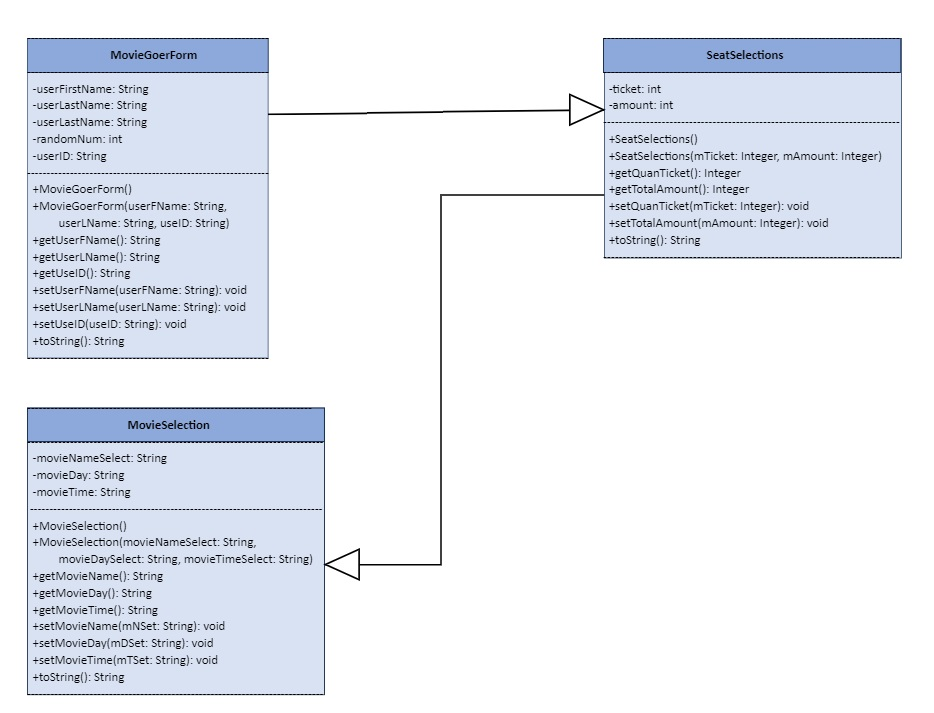 MovieGoerForm
-userFirstName: String
-userLastName: String
-userLastName: String
-randomNum: int
-userID: String
+MovieGoerForm()
+MovieGoerForm(userFName: String,
userLName: String, useID: String)
+getUserFName(): String
+getUserLName(): String
+getUseID(): String
+setUserFName(userFName: String): void
+setUserLName(userLName: String): void
+setUseID(useID: String): void
+toString(): String
SeatSelections
-ticket: int
-amount: int
+SeatSelections()
+SeatSelections(mTicket: Integer, mAmount: Integer)
+getQuanTicket(): Integer
+getTotalAmount(): Integer
+setQuanTicket(mTicket: Integer): void
+setTotalAmount(mAmount: Integer): void
+toString(): String
MovieSelection
-movieNameSelect: String
-movieDay: String
-movieTime: String
+MovieSelection()
+MovieSelection(movieNameSelect: String,
movieDaySelect: String, movieTimeSelect: String)
+getMovieName(): String
+getMovieDay(): String
+getMovieTime(): String
+setMovieName(mNSet: String): void
+setMovieDay(mDSet: String): void
+setMovieTime(mTSet: String): void
+toString(): String